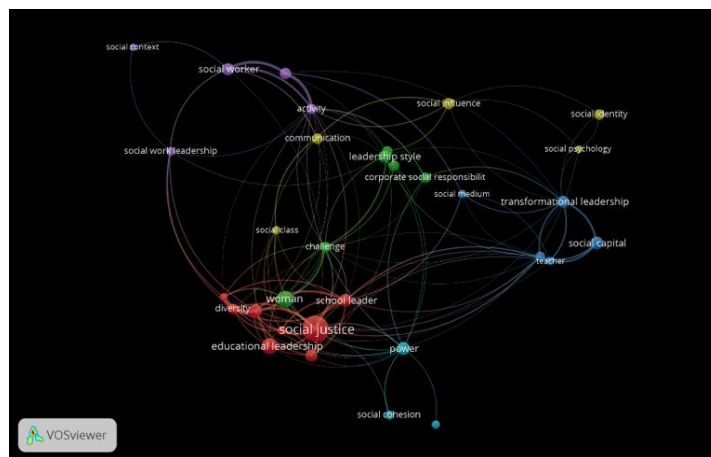 social context
social worker
social influence
activity
social identity
communication
social psychology
social work leadership
leadership style
corporate social responsibilit
social medium
transformational leadership
social class
challenge
social capital
teacher
woman
school leader
diversity
social justice
educational leadership
power
social cohesion
VOSviewer